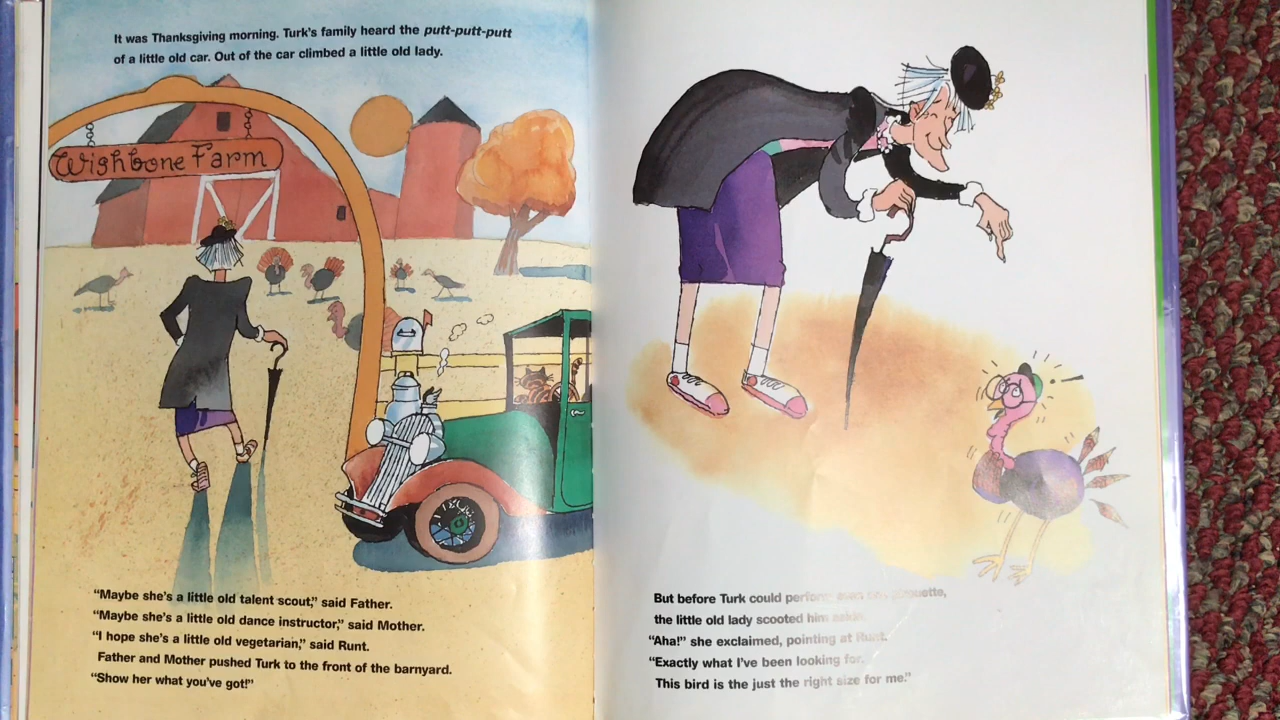 It was Thanksgiving morning. Turk's family heard the putt-putt-putt
of a little old car. Out of the car climbed a little old lady.
Wishbone Farm
"Maybe she's a little old talent scout," said Father.
"Maybe she's a little old dance instructor," said Mother.
"I hope she's a little old vegetarian," said Runt.
Father and Mother pushed Turk to the front of the barnyard.
"Show her what you've got!"
But before Turk could perform even one pirouette,
the little old lady scooted him aside.
"Aha!" she exclaimed, pointing at Runt.
"Exactly what I've been looking for.
This bird is the just the right size for me."